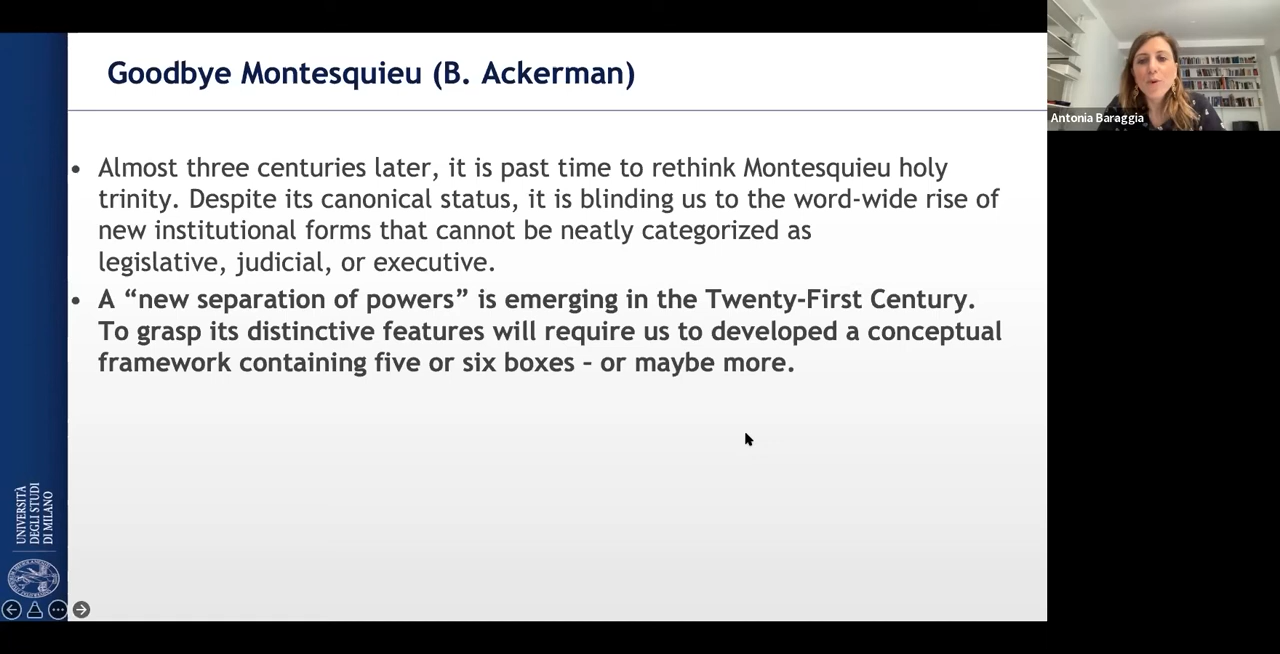 Goodbye Montesquieu (B. Ackerman)
Antonia Baraggia
• Almost three centuries later, it is past time to rethink Montesquieu holy
trinity. Despite its canonical status, it is blinding us to the word-wide rise of
new institutional forms that cannot be neatly categorized as
legislative, judicial, or executive.
• A “new separation of powers” is emerging in the Twenty-First Century.
To grasp its distinctive features will require us to developed a conceptual
framework containing five or six boxes – or maybe more.
UNIVERSITÀ
DEGLI STUDI
DI MILANO